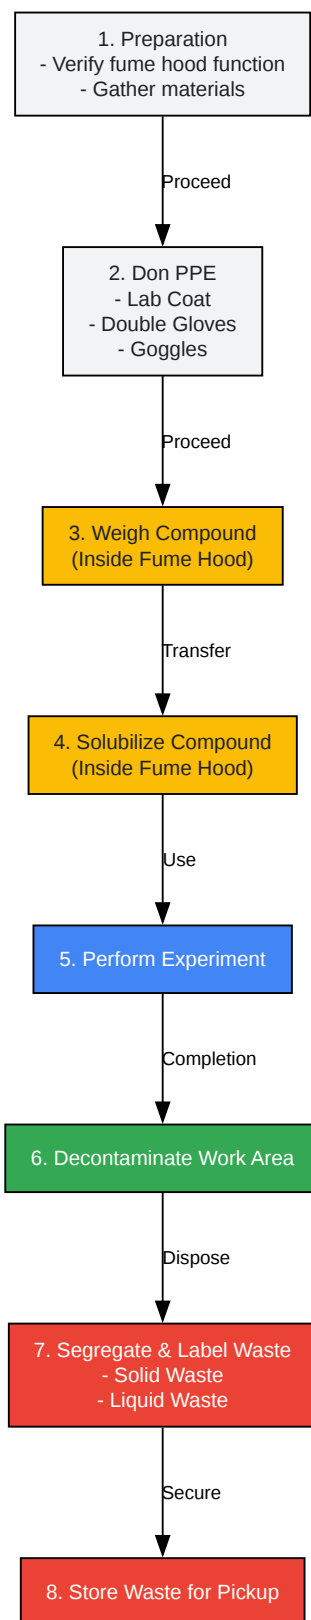 1. Preparation
- Verify fume hood function
- Gather materials
Proceed
2. Don PPE
- Lab Coat
- Double Gloves
- Goggles
Proceed
3. Weigh Compound
(Inside Fume Hood)
Transfer
4. Solubilize Compound
(Inside Fume Hood)
Use
5. Perform Experiment
Completion
6. Decontaminate Work Area
Dispose
7. Segregate & Label Waste
- Solid Waste
- Liquid Waste
Secure
8. Store Waste for Pickup